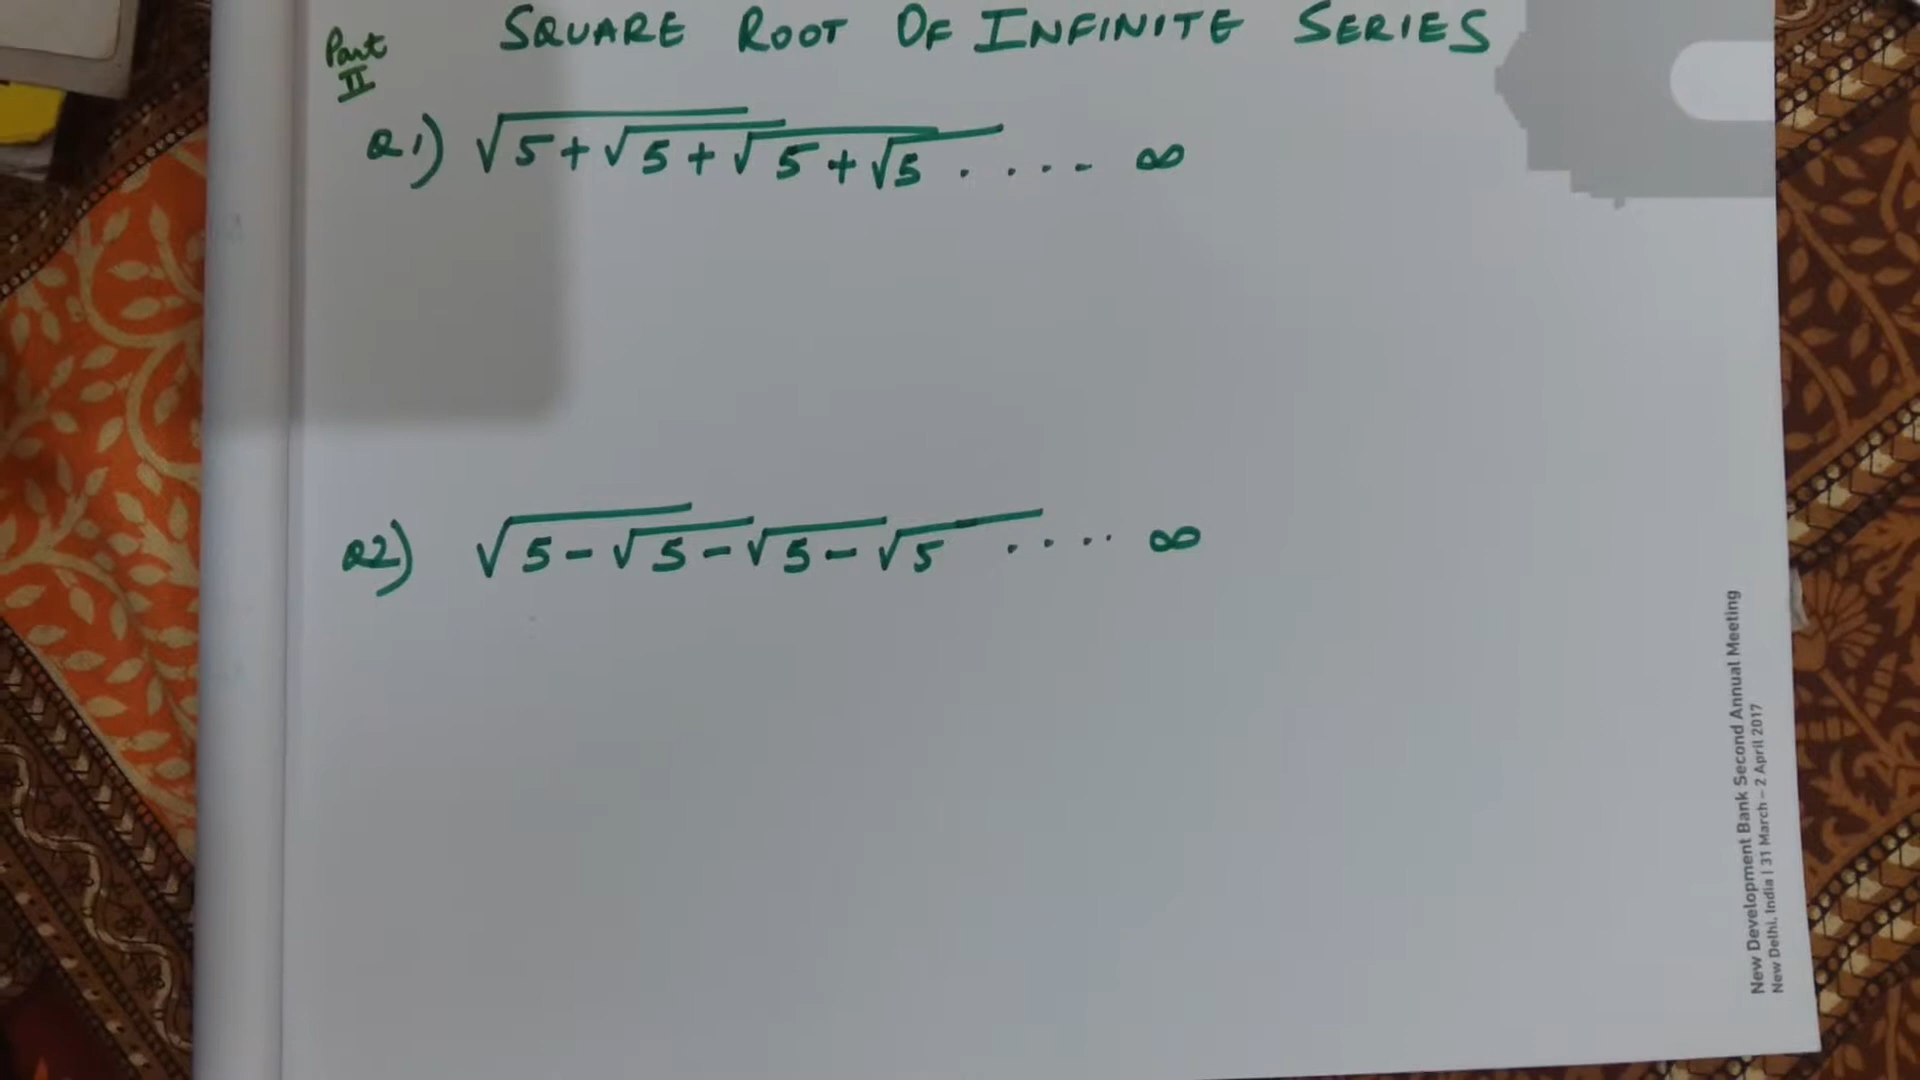 Part II
SQUARE ROOT OF INFINITE SERIES
Q1) √5+√5+√5+√5 ..... ∞
Q2) √5-√5-√5-√5 .... ∞
New Development Bank Second Annual Meeting
New Delhi, India | 31 March – 2 April 2017